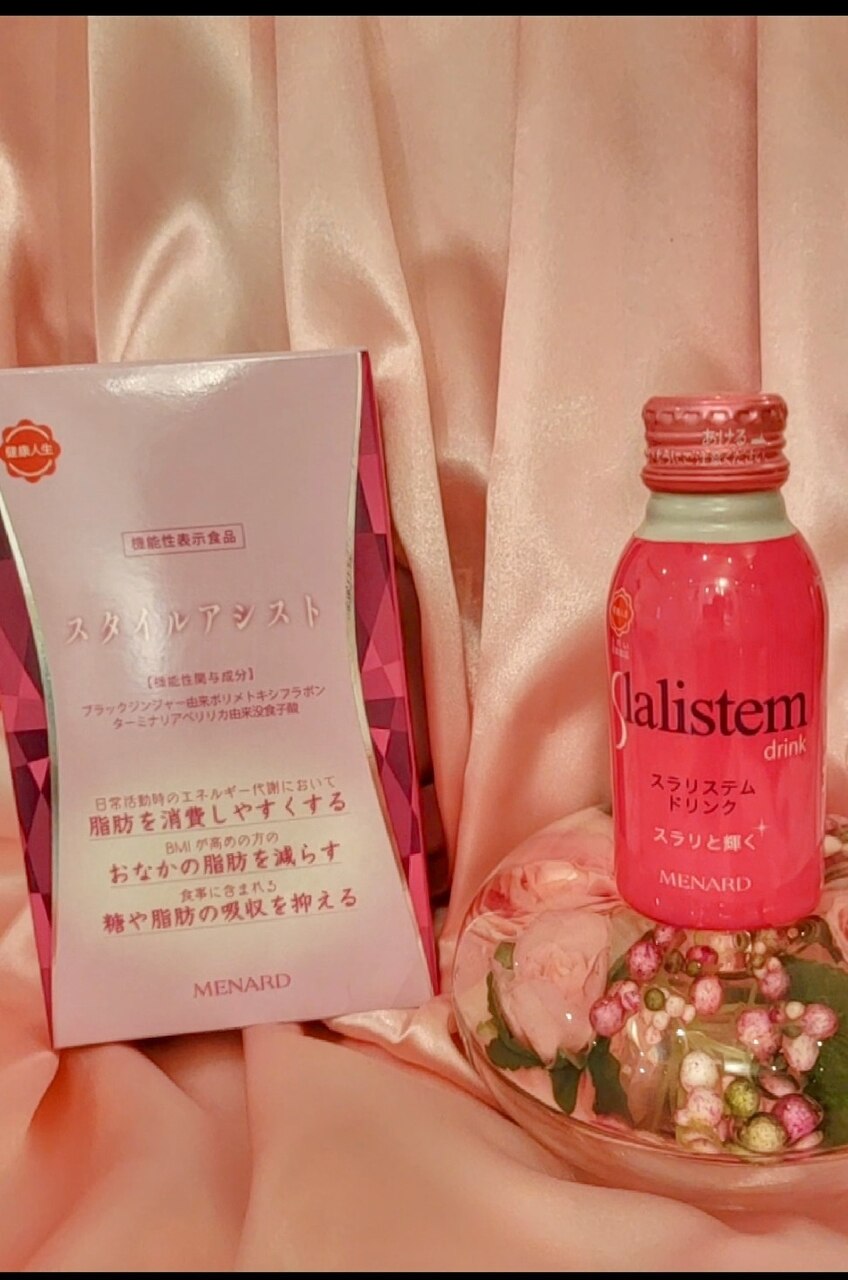 健康人生
機能性表示食品
スタイルアシスト
【機能性関与成分】
ブラックジンジャー由来ポリメトキシフラボン
ターミナリアベリリカ由来没食子酸
日常活動時のエネルギー代謝において
脂肪を消費しやすくする
BMIが高めの方の
おなかの脂肪を減らす
食事に含まれる
糖や脂肪の吸収を抑える
MENARD
あける
Slalistem
drink
スラリステム
ドリンク
スラリと輝く
MENARD